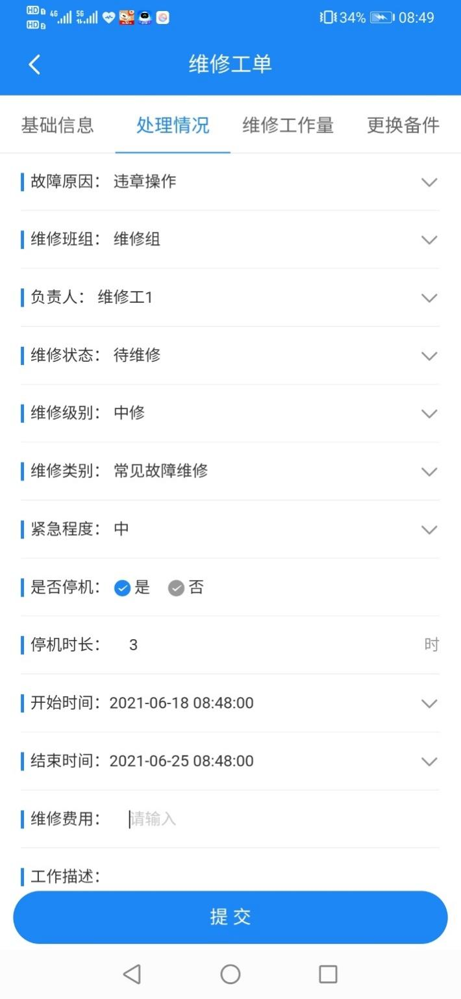 HD 1 4G 5G 34% 08:49
HD 2
维修工单
基础信息 处理情况 维修工作量 更换备件
故障原因： 违章操作
维修班组： 维修组
负责人： 维修工1
维修状态： 待维修
维修级别： 中修
维修类别： 常见故障维修
紧急程度： 中
是否停机： 是 否
停机时长： 3 时
开始时间：2021-06-18 08:48:00
结束时间：2021-06-25 08:48:00
维修费用： 请输入
工作描述：
提 交